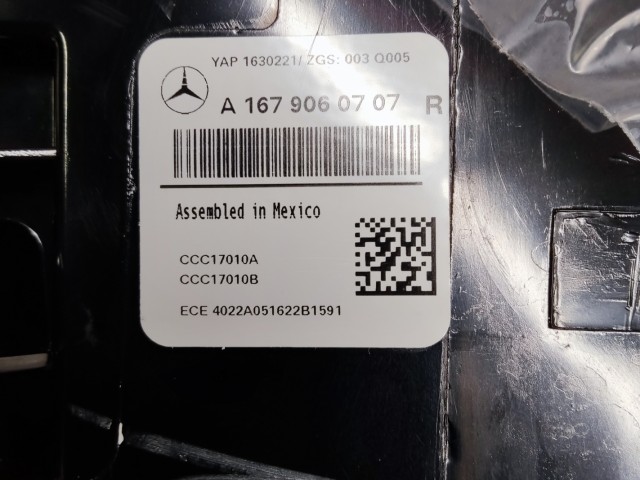 YAP 1630221/ ZGS: 003 Q005
A 167 906 07 07 R
Assembled in Mexico
CCC17010A
CCC17010B
ECE 4022A051622B1591